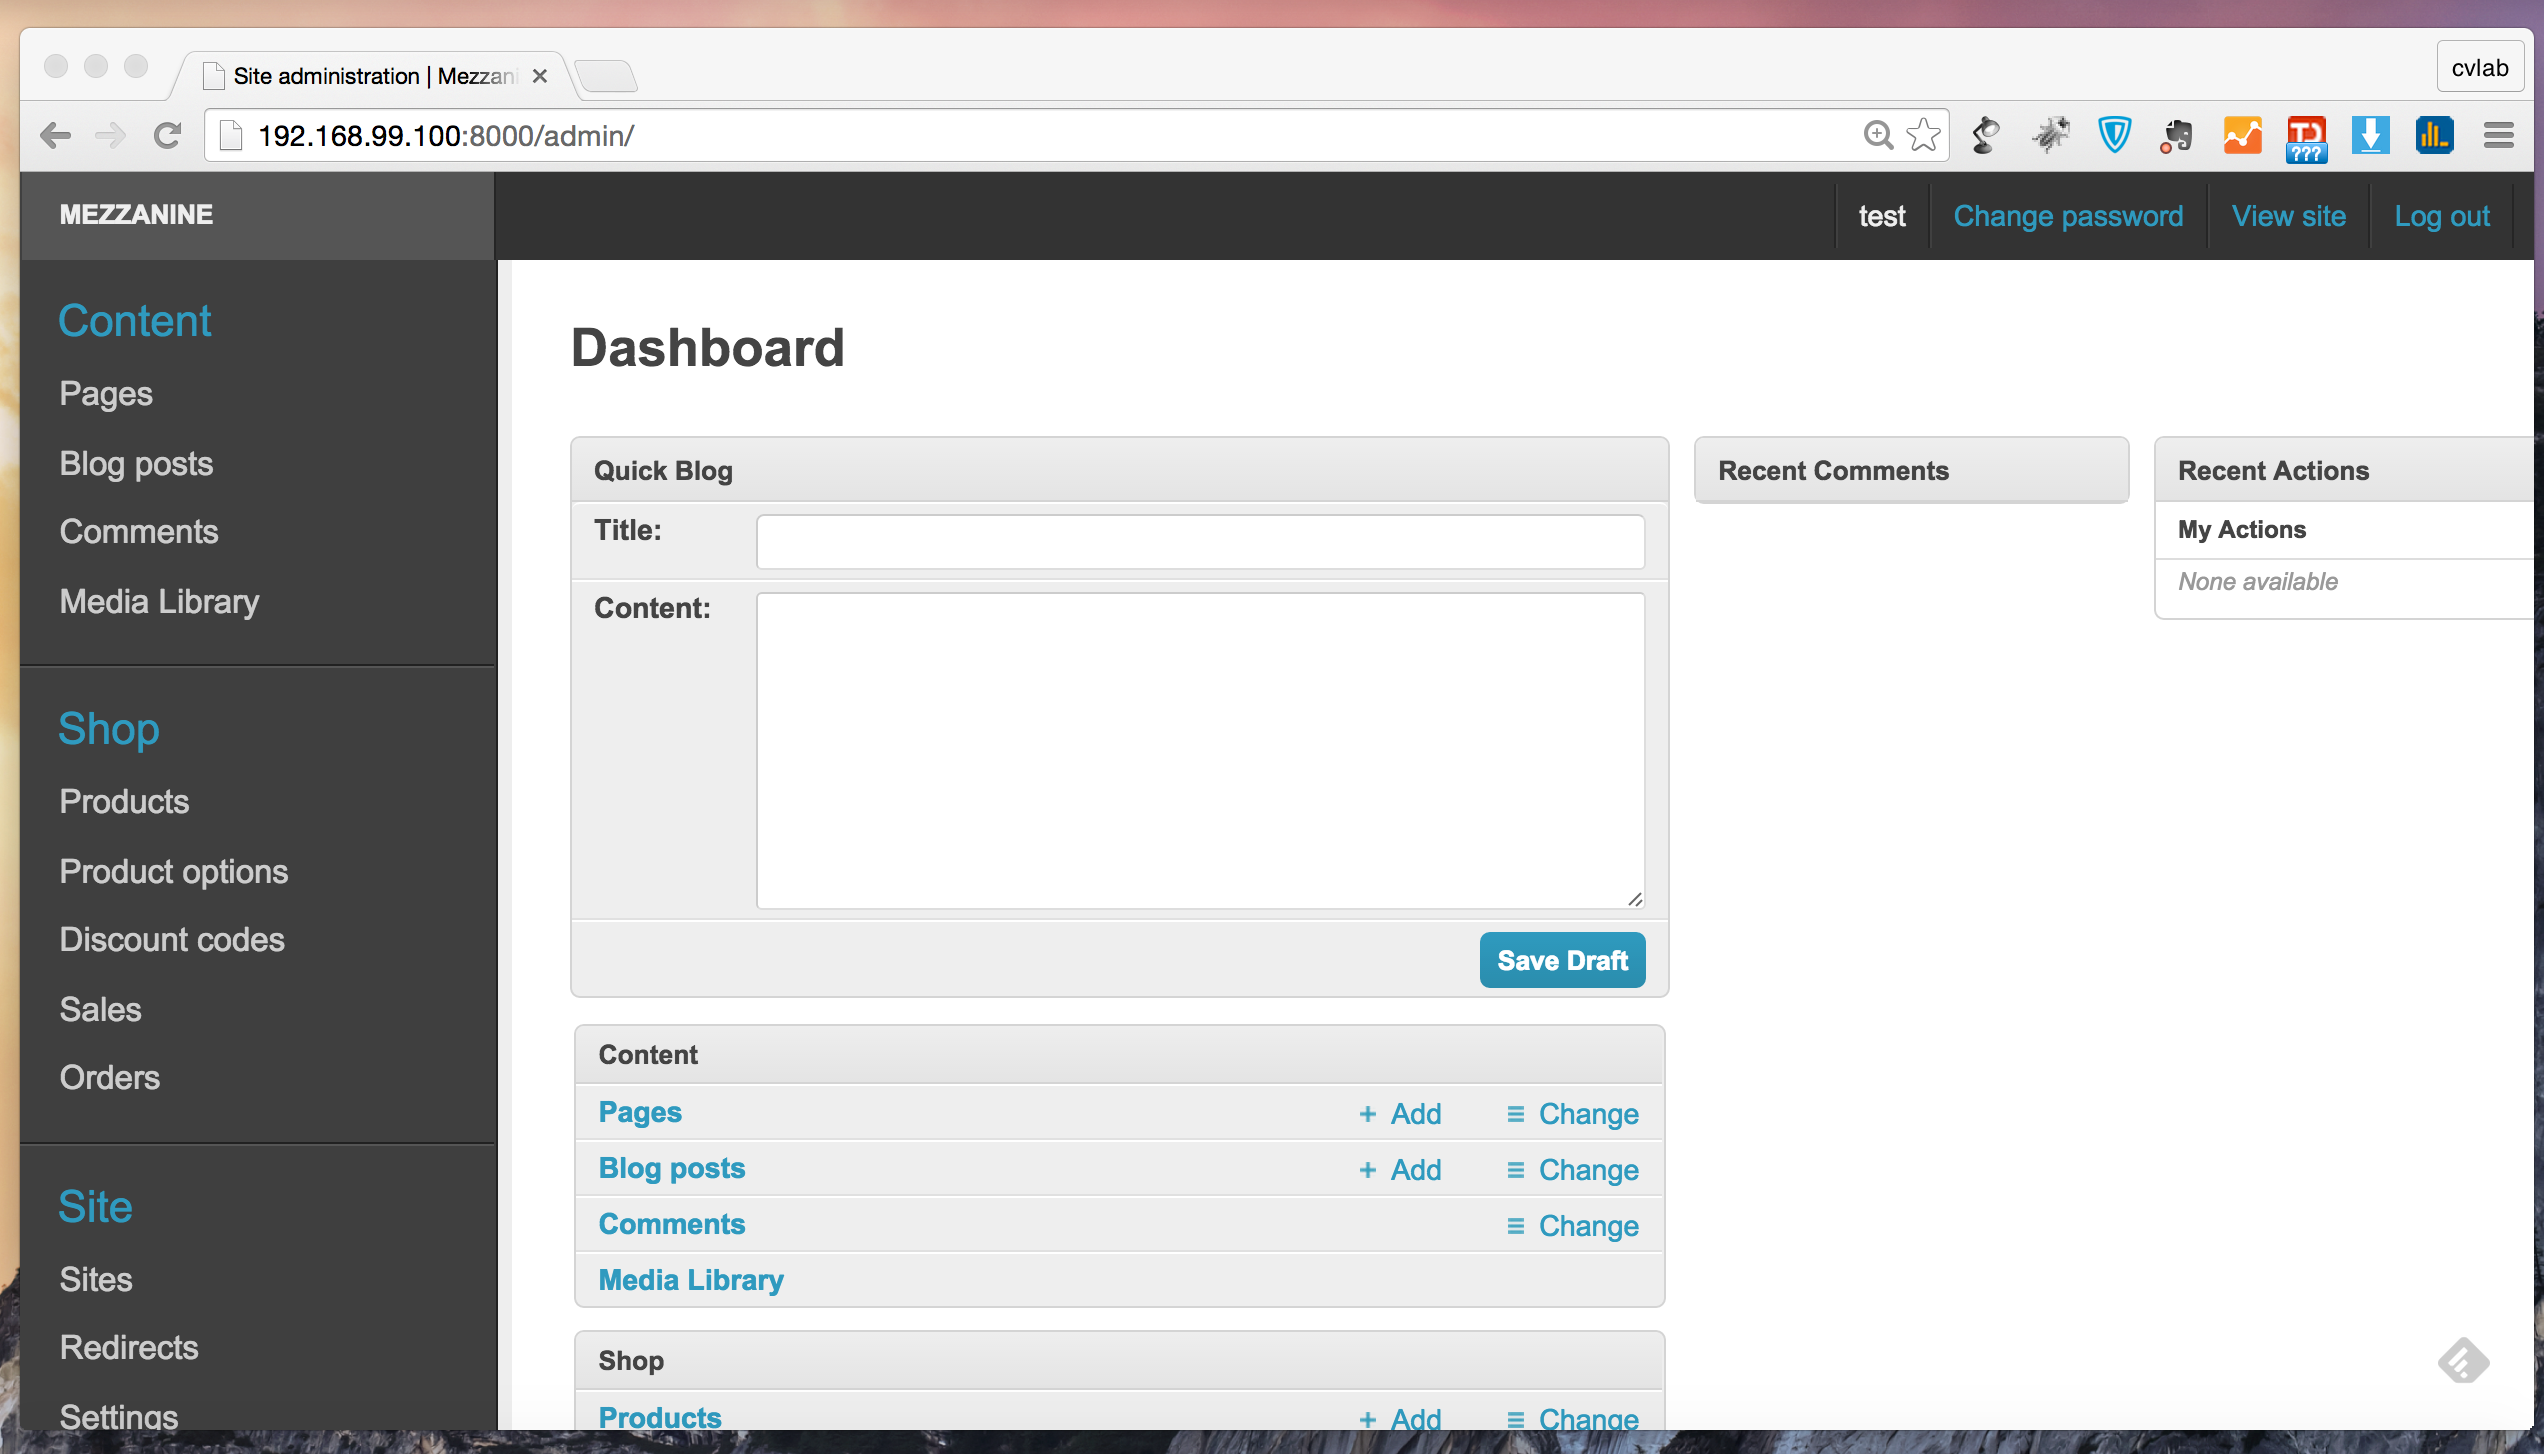 Site administration | Mezzani
cvlab
192.168.99.100:8000/admin/
???
MEZZANINE
test
Change password
View site
Log out
Content
Pages
Blog posts
Comments
Media Library
Shop
Products
Product options
Discount codes
Sales
Orders
Site
Sites
Redirects
Settings
Dashboard
Quick Blog
Title:
Content:
Save Draft
Recent Comments
Recent Actions
My Actions
None available
Content
Pages + Add Change
Blog posts + Add Change
Comments Change
Media Library
Shop
Products + Add Change